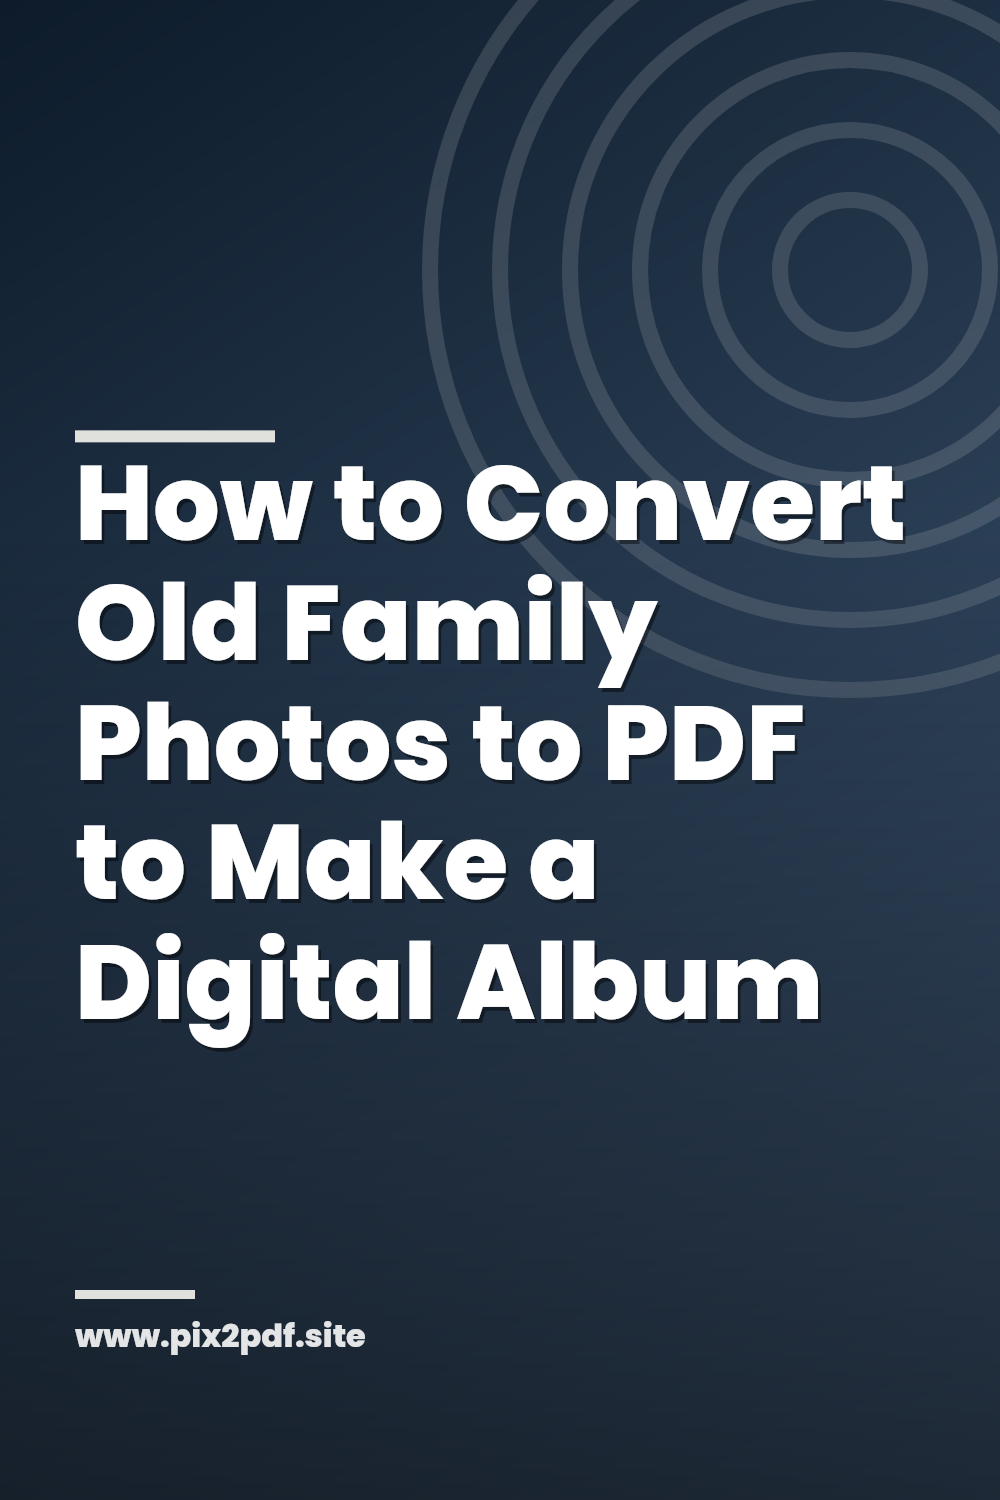 How to Convert
Old Family
Photos to PDF
to Make a
Digital Album
www.pix2pdf.site